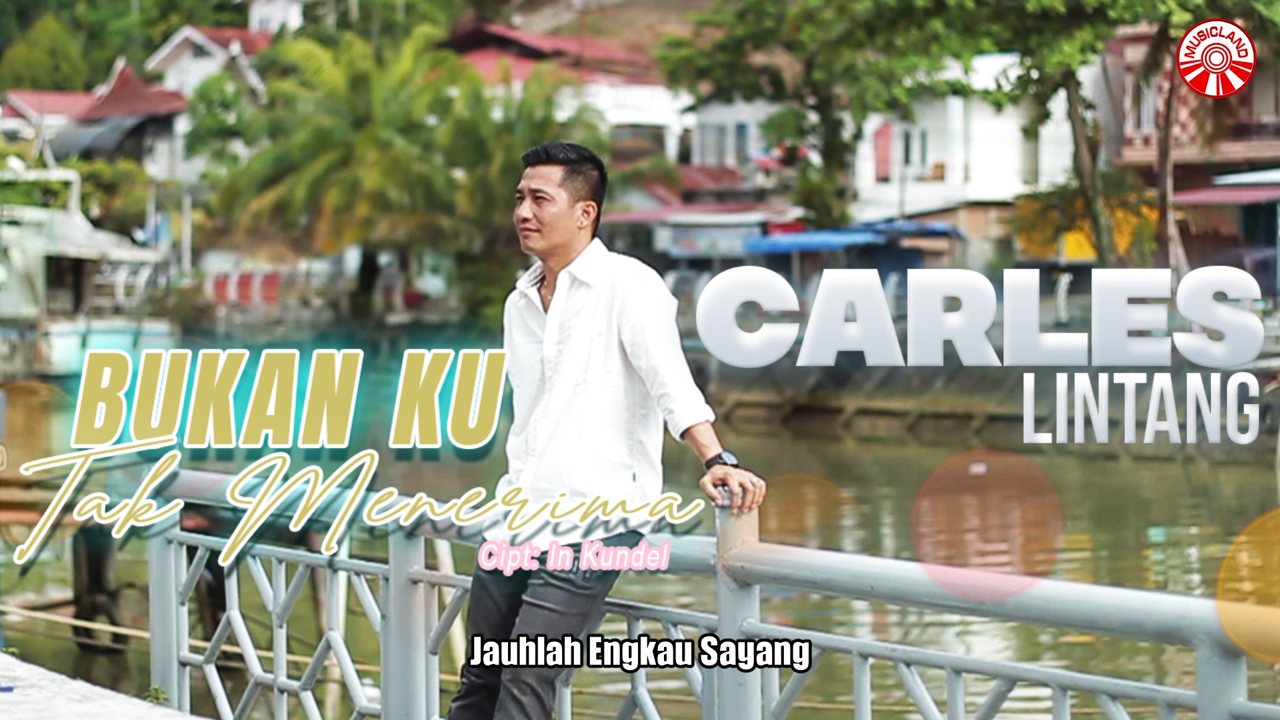 MUSICLAND
CARLES
LINTANG
BUKAN KU
Tak Menerima
Cipt: In Kundel
Jauhlah Engkau Sayang